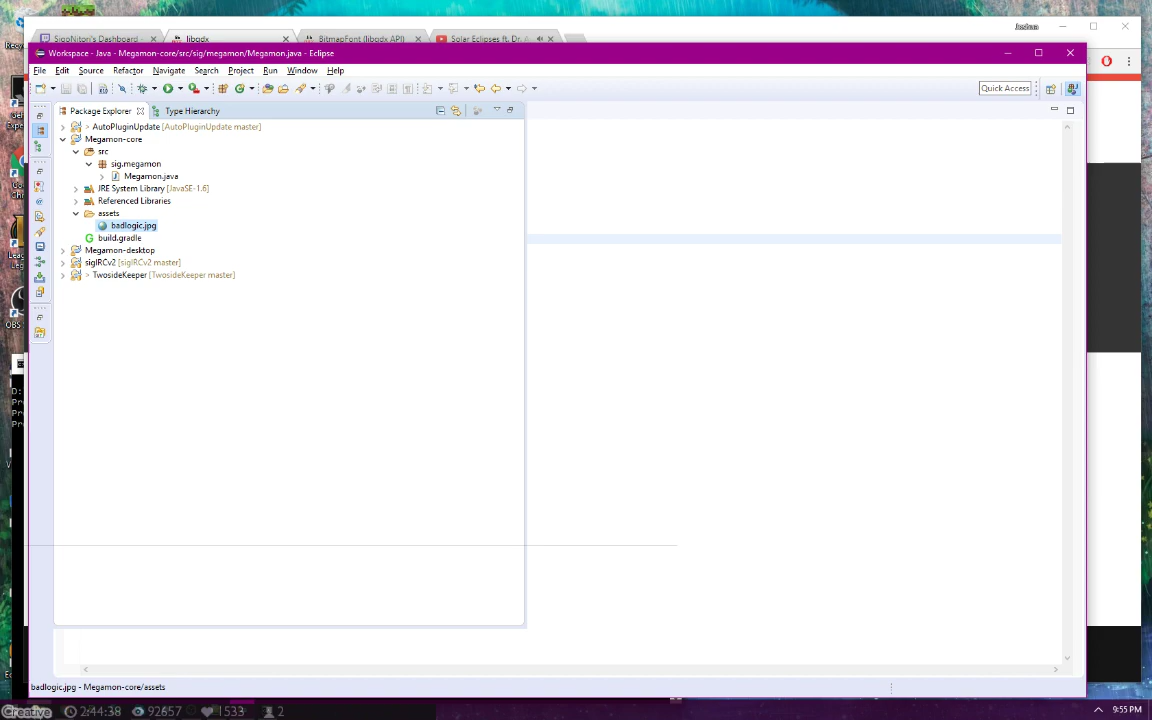 SigoNitori's Dashboard -
libgdx
BitmapFont (libgdx API)
Solar Eclipses ft. Dr.
Joshua
Workspace - Java - Megamon-core/src/sig/megamon/Megamon.java - Eclipse
File Edit Source Refactor Navigate Search Project Run Window Help
Quick Access
Package Explorer
Type Hierarchy
> AutoPluginUpdate [AutoPluginUpdate master]
Megamon-core
src
sig.megamon
Megamon.java
JRE System Library [JavaSE-1.6]
Referenced Libraries
assets
badlogic.jpg
build.gradle
Megamon-desktop
sigIRCv2 [sigIRCv2 master]
> TwosideKeeper [TwosideKeeper master]
OBS
D:
badlogic.jpg - Megamon-core/assets
Creative 2:44:38 92657 1533 2
9:55 PM